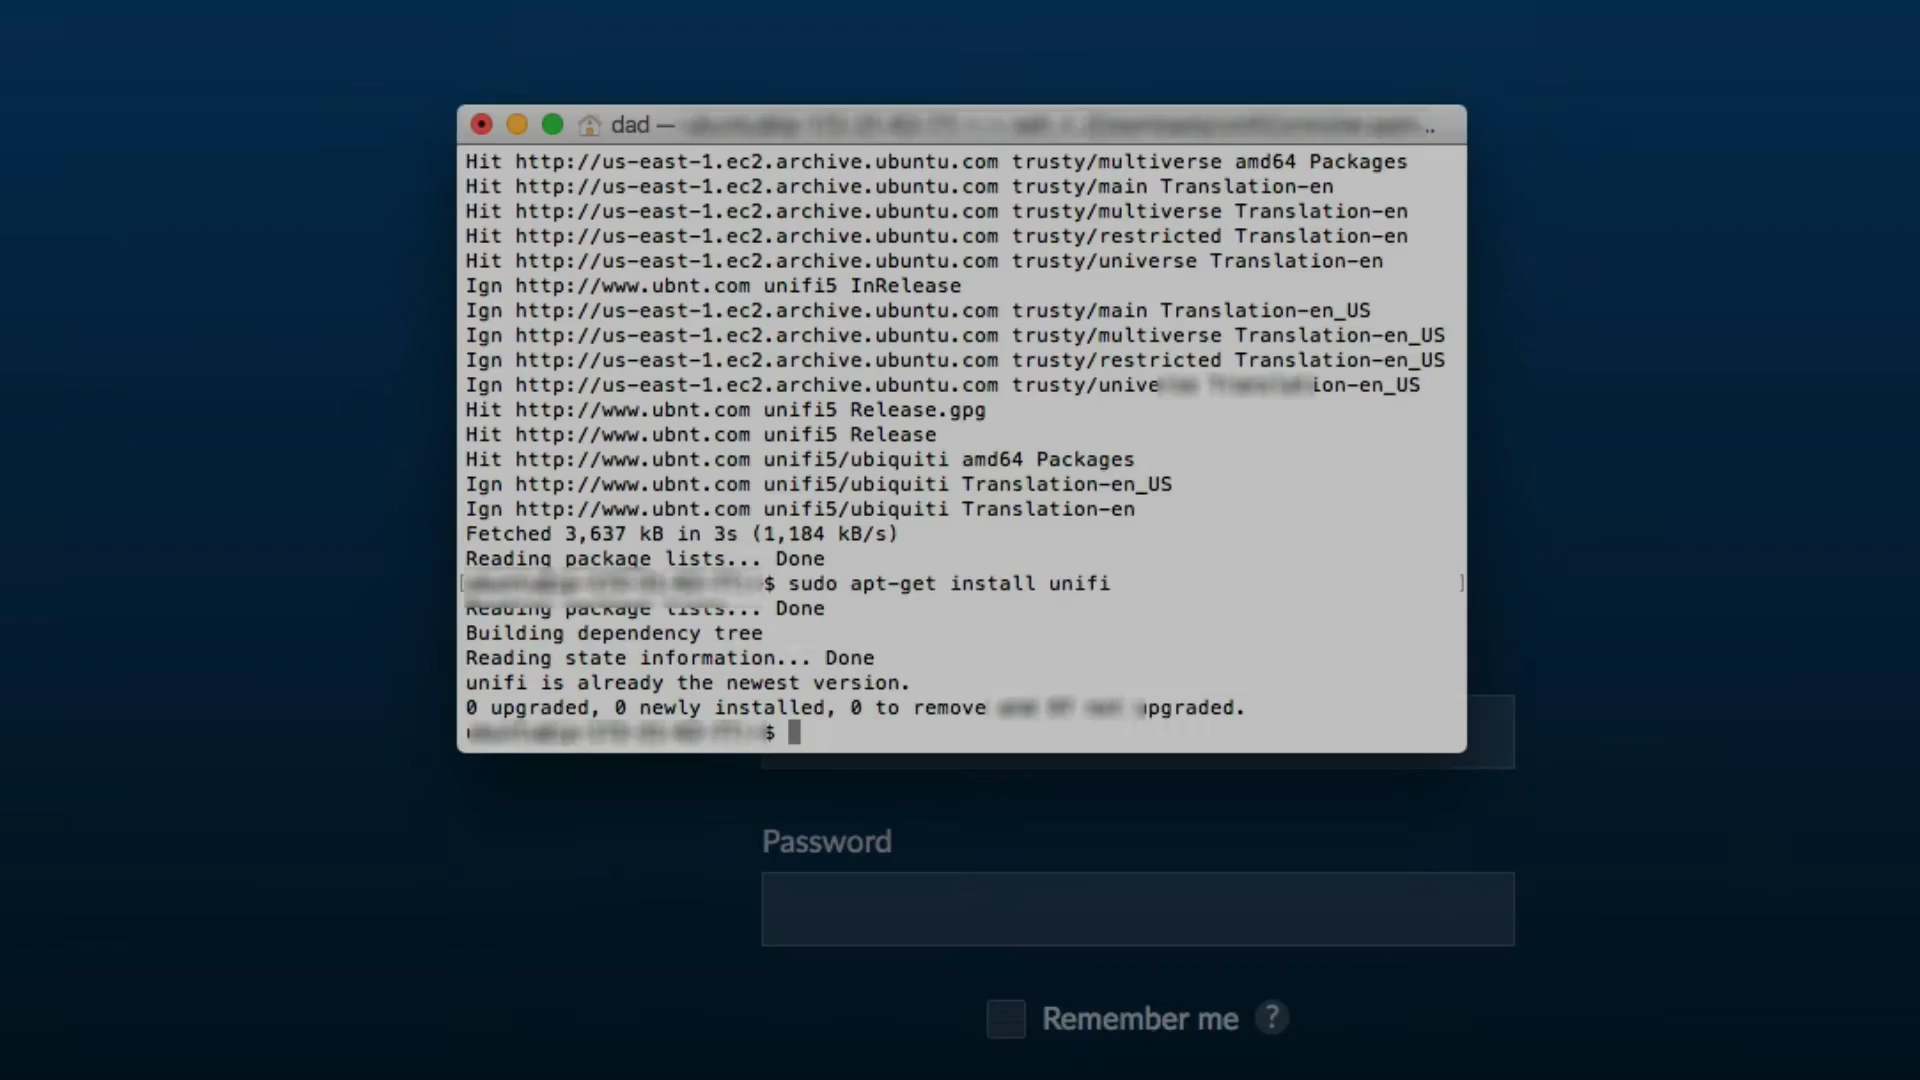 dad —
Hit http://us-east-1.ec2.archive.ubuntu.com trusty/multiverse amd64 Packages
Hit http://us-east-1.ec2.archive.ubuntu.com trusty/main Translation-en
Hit http://us-east-1.ec2.archive.ubuntu.com trusty/multiverse Translation-en
Hit http://us-east-1.ec2.archive.ubuntu.com trusty/restricted Translation-en
Hit http://us-east-1.ec2.archive.ubuntu.com trusty/universe Translation-en
Ign http://www.ubnt.com unifi5 InRelease
Ign http://us-east-1.ec2.archive.ubuntu.com trusty/main Translation-en_US
Ign http://us-east-1.ec2.archive.ubuntu.com trusty/multiverse Translation-en_US
Ign http://us-east-1.ec2.archive.ubuntu.com trusty/restricted Translation-en_US
Ign http://us-east-1.ec2.archive.ubuntu.com
Hit http://www.ubnt.com unifi5 Release.gpg
Hit http://www.ubnt.com unifi5 Release
Hit http://www.ubnt.com unifi5/ubiquiti amd64 Packages
Ign http://www.ubnt.com unifi5/ubiquiti Translation-en_US
Ign http://www.ubnt.com unifi5/ubiquiti Translation-en
Fetched 3,637 kB in 3s (1,184 kB/s)
Reading package lists... Done
$ sudo apt-get install unifi
Reading package lists... Done
Building dependency tree
Reading state information... Done
unifi is already the newest version.
0 upgraded, 0 newly installed, 0 to remove
$
Password
Remember me ?